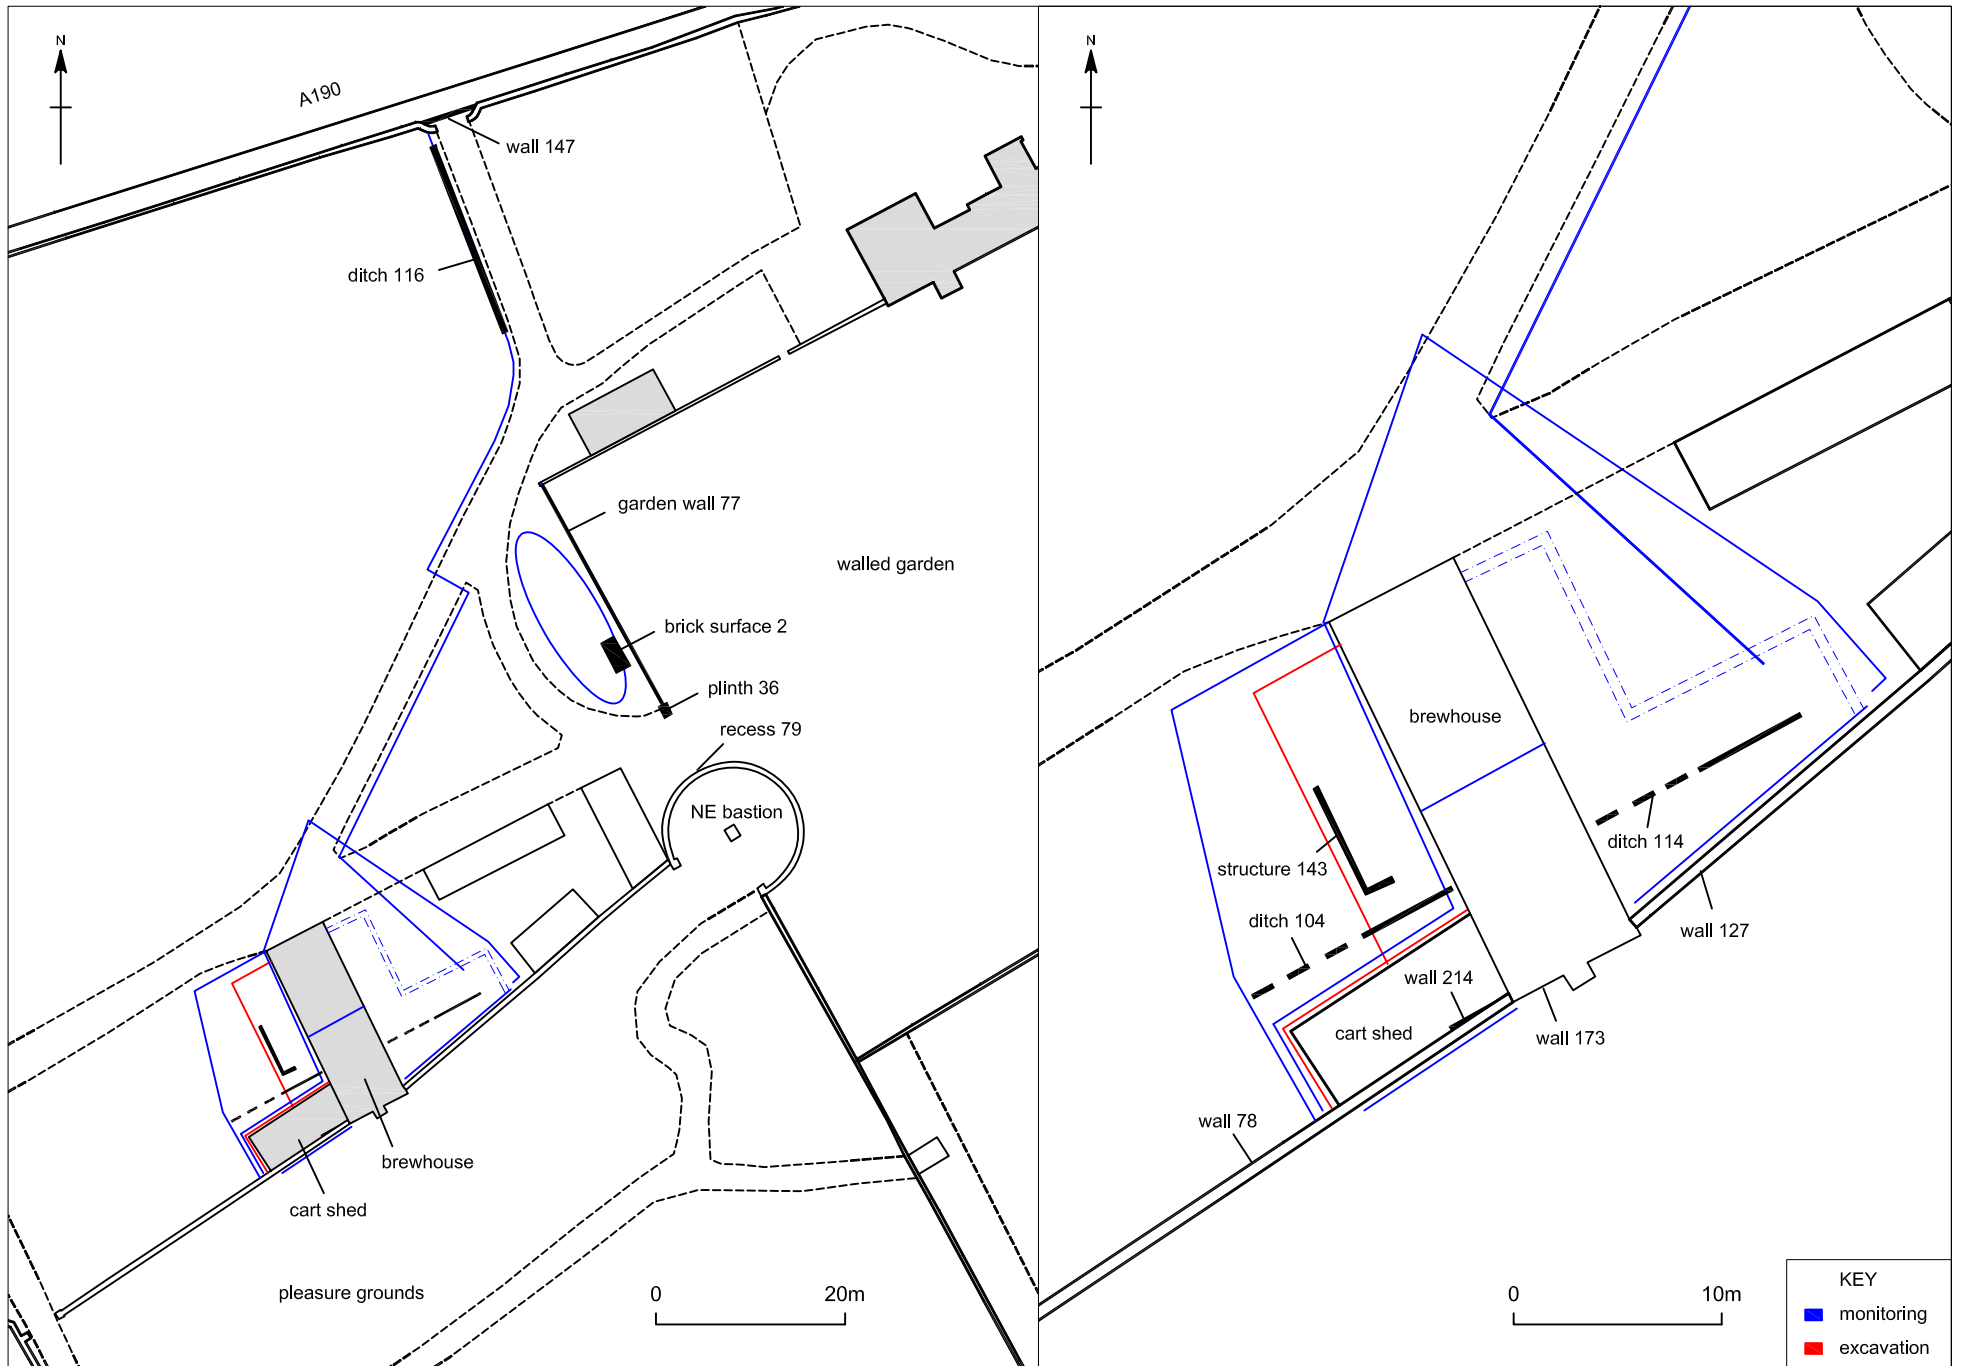 N
A190
wall 147
ditch 116
garden wall 77
walled garden
brick surface 2
plinth 36
recess 79
NE bastion
brewhouse
cart shed
pleasure grounds
0 20m
N
brewhouse
ditch 114
structure 143
ditch 104
wall 127
wall 214
cart shed
wall 173
wall 78
0 10m
KEY
monitoring
excavation